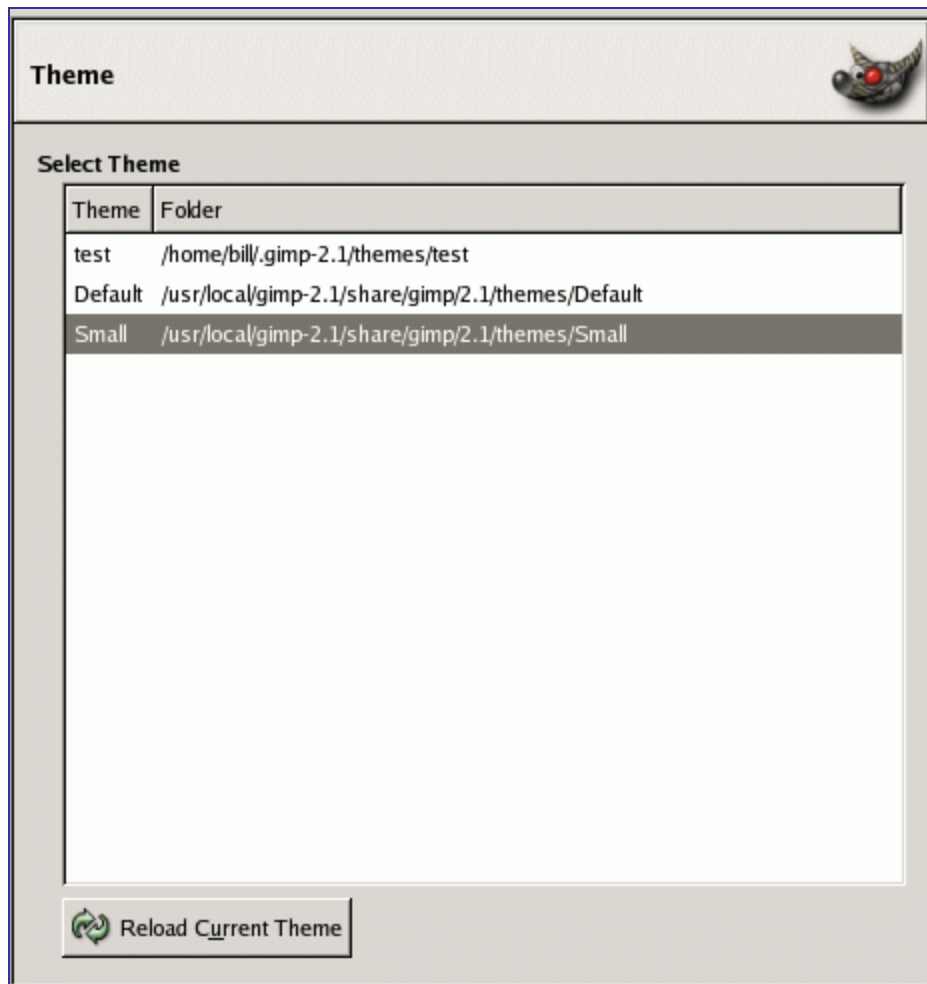 Theme
Select Theme
Theme Folder
test /home/bill/.gimp-2.1/themes/test
Default /usr/local/gimp-2.1/share/gimp/2.1/themes/Default
Small /usr/local/gimp-2.1/share/gimp/2.1/themes/Small
Reload Current Theme